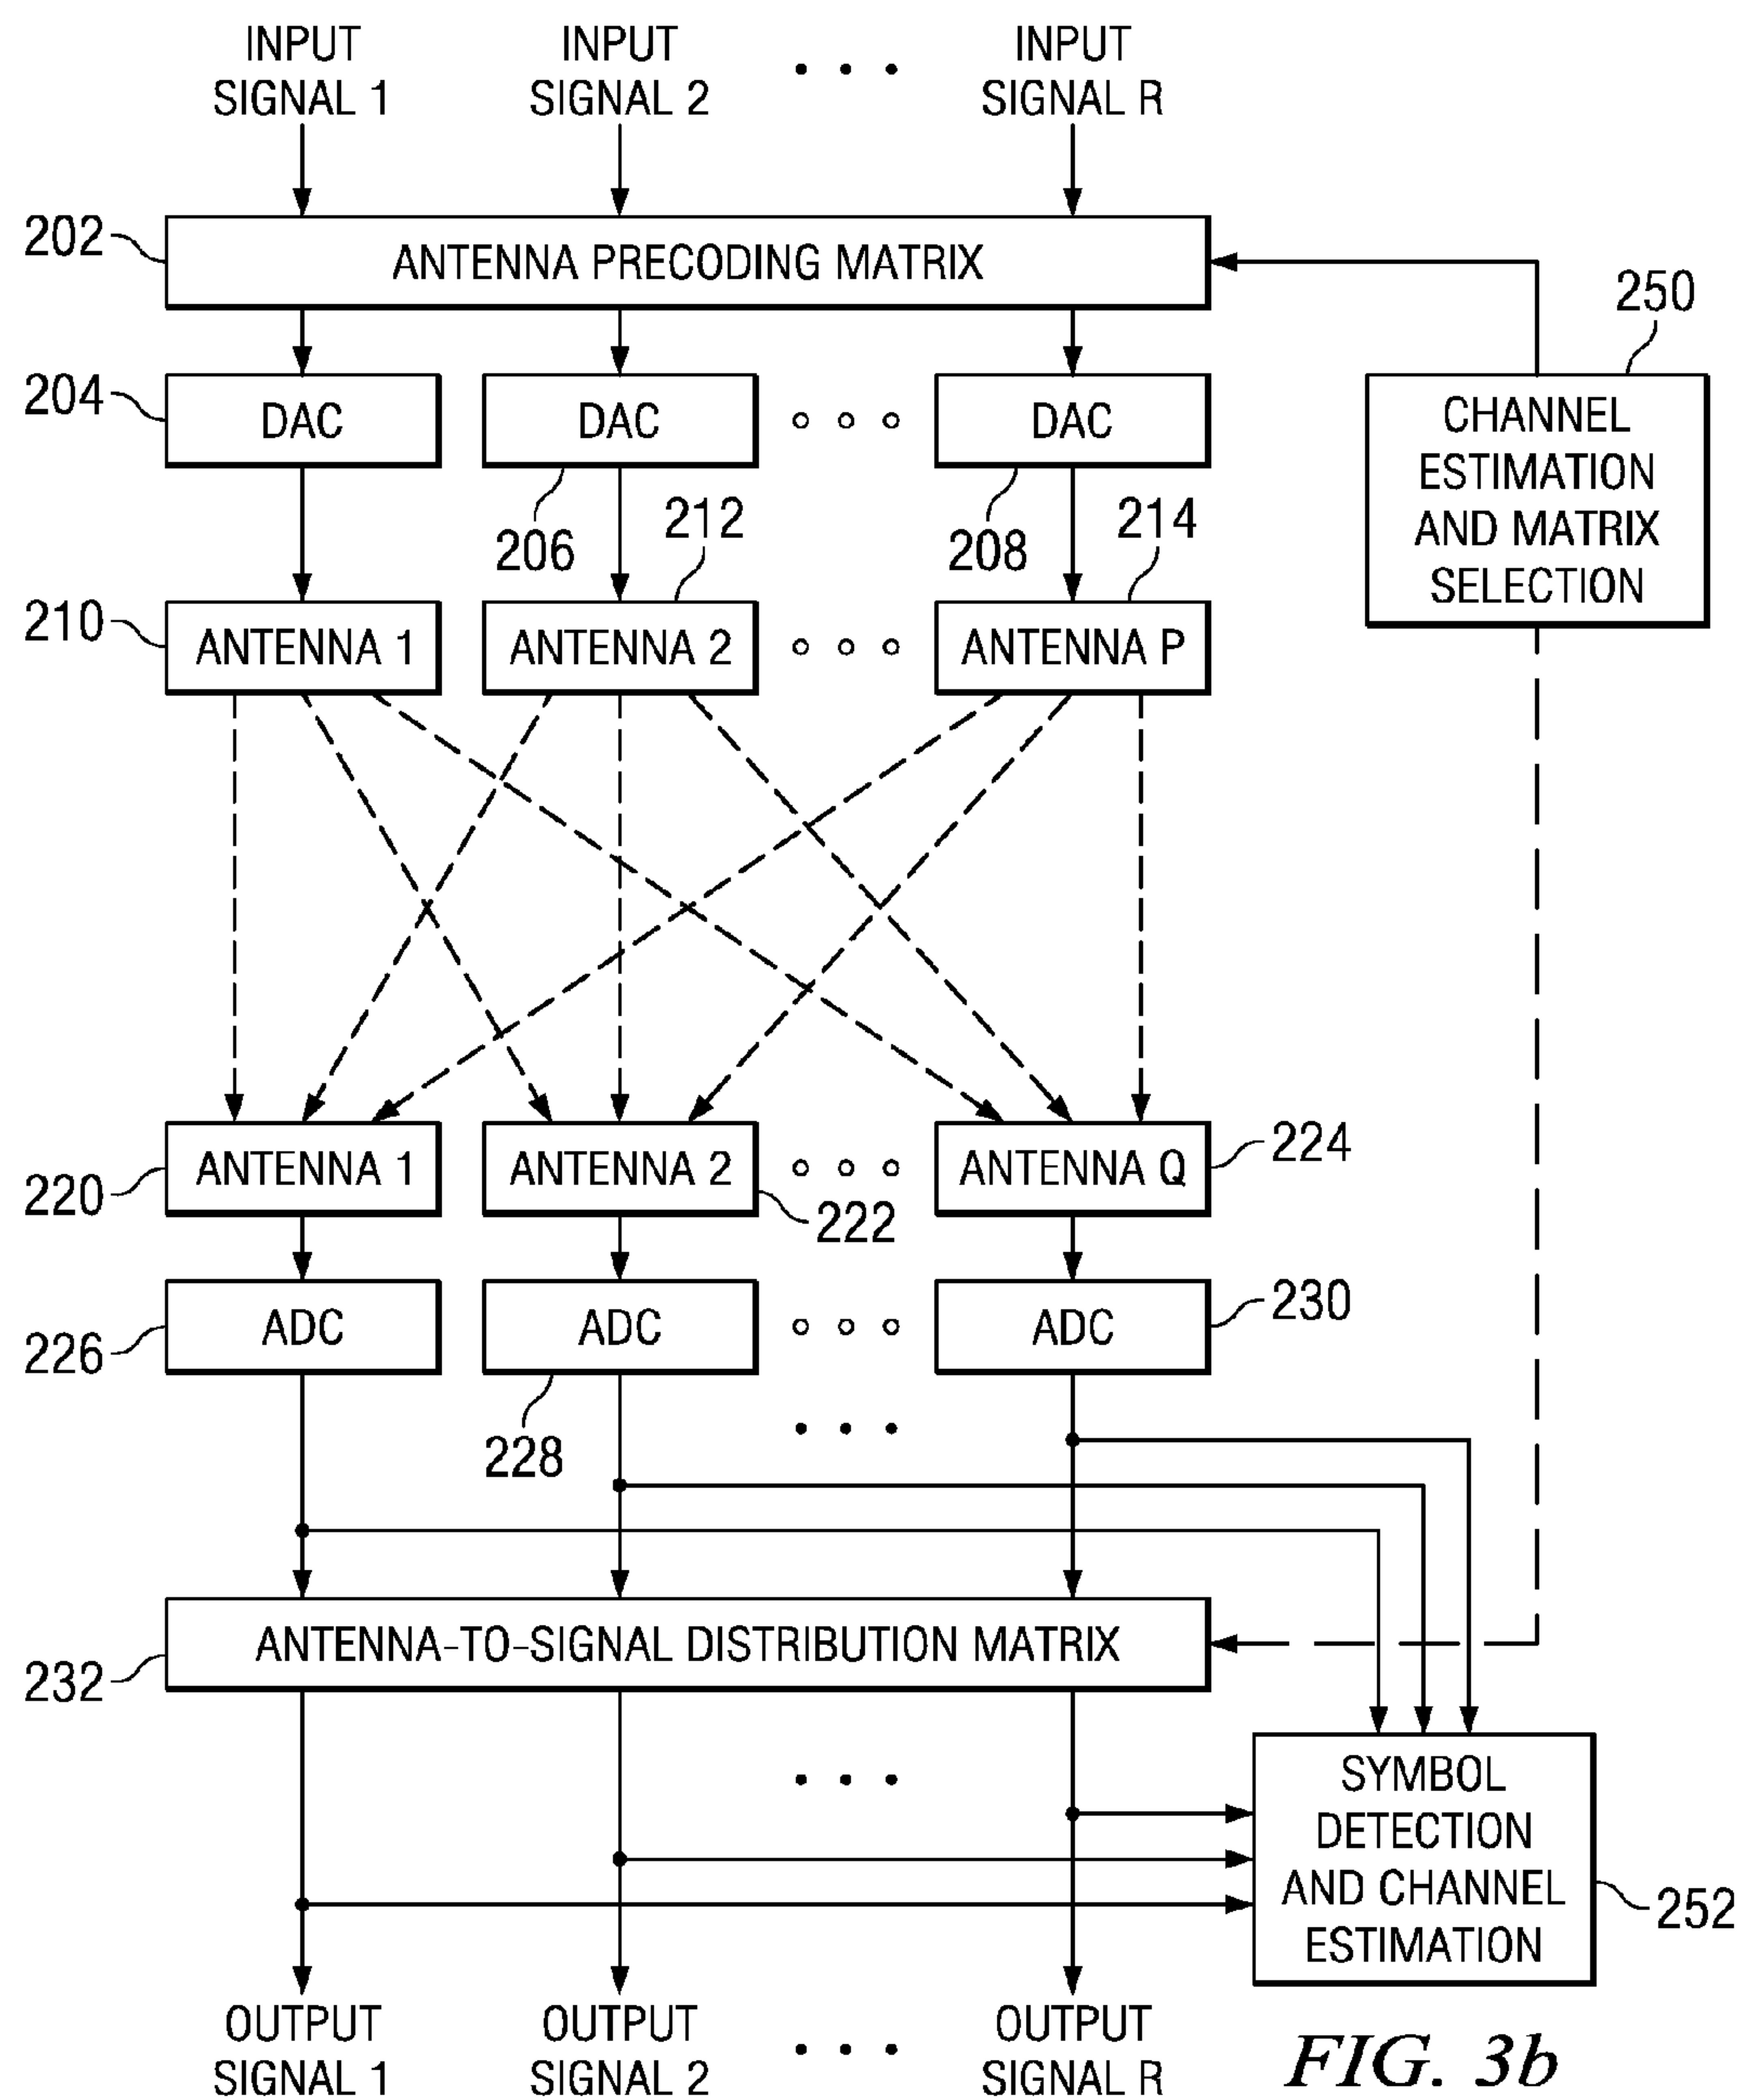 INPUT SIGNAL 1
INPUT SIGNAL 2
INPUT SIGNAL R
202
ANTENNA PRECODING MATRIX
250
204
DAC
DAC
DAC
CHANNEL
ESTIMATION
AND MATRIX
SELECTION
206
212
208
214
210
ANTENNA 1
ANTENNA 2
ANTENNA P
220
ANTENNA 1
ANTENNA 2
ANTENNA Q
224
222
226
ADC
ADC
ADC
230
228
232
ANTENNA-TO-SIGNAL DISTRIBUTION MATRIX
SYMBOL
DETECTION
AND CHANNEL
ESTIMATION
252
OUTPUT SIGNAL 1
OUTPUT SIGNAL 2
OUTPUT SIGNAL R
FIG. 3b